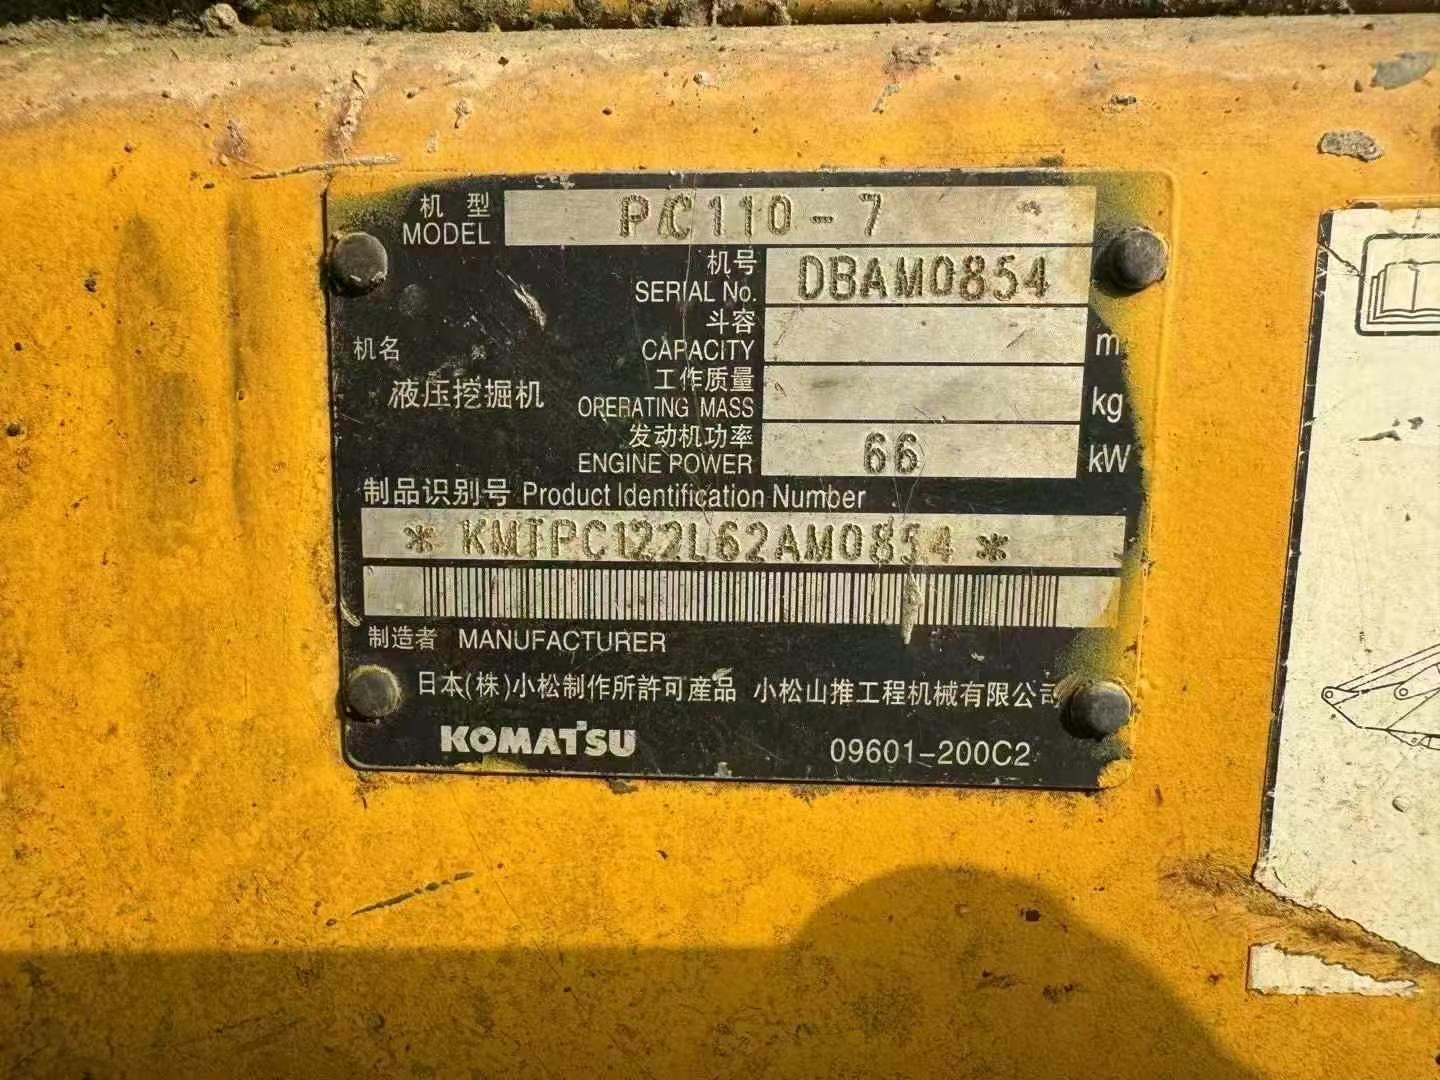 机 型
MODEL PC110-7
机号
SERIAL No. DBAM0854
斗容
CAPACITY m
机名
液压挖掘机
工作质量
OPERATING MASS kg
发动机功率
ENGINE POWER 66 kW
制品识别号 Product Identification Number
* KMTPC122L62AM0854 *
制造者 MANUFACTURER
日本(株)小松制作所許可産品 小松山推工程机械有限公司
KOMATSU
09601-200C2